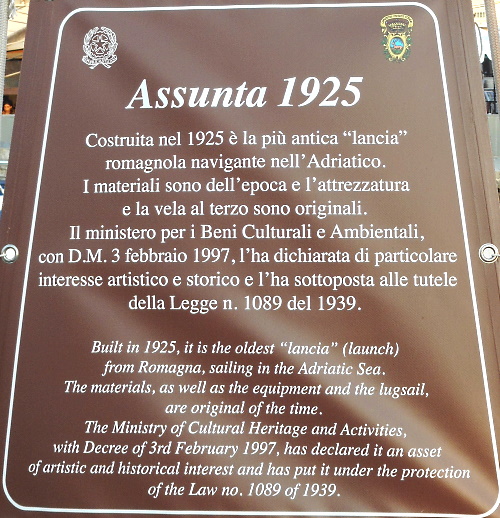 Assunta 1925
Costruita nel 1925 è la più antica “lancia”
romagnola navigante nell’Adriatico.
I materiali sono dell’epoca e l’attrezzatura
e la vela al terzo sono originali.
Il ministero per i Beni Culturali e Ambientali,
con D.M. 3 febbraio 1997, l’ha dichiarata di particolare
interesse artistico e storico e l’ha sottoposta alle tutele
della Legge n. 1089 del 1939.
Built in 1925, it is the oldest “lancia” (launch)
from Romagna, sailing in the Adriatic Sea.
The materials, as well as the equipment and the lugsail,
are original of the time.
The Ministry of Cultural Heritage and Activities,
with Decree of 3rd February 1997, has declared it an asset
of artistic and historical interest and has put it under the protection
of the Law no. 1089 of 1939.